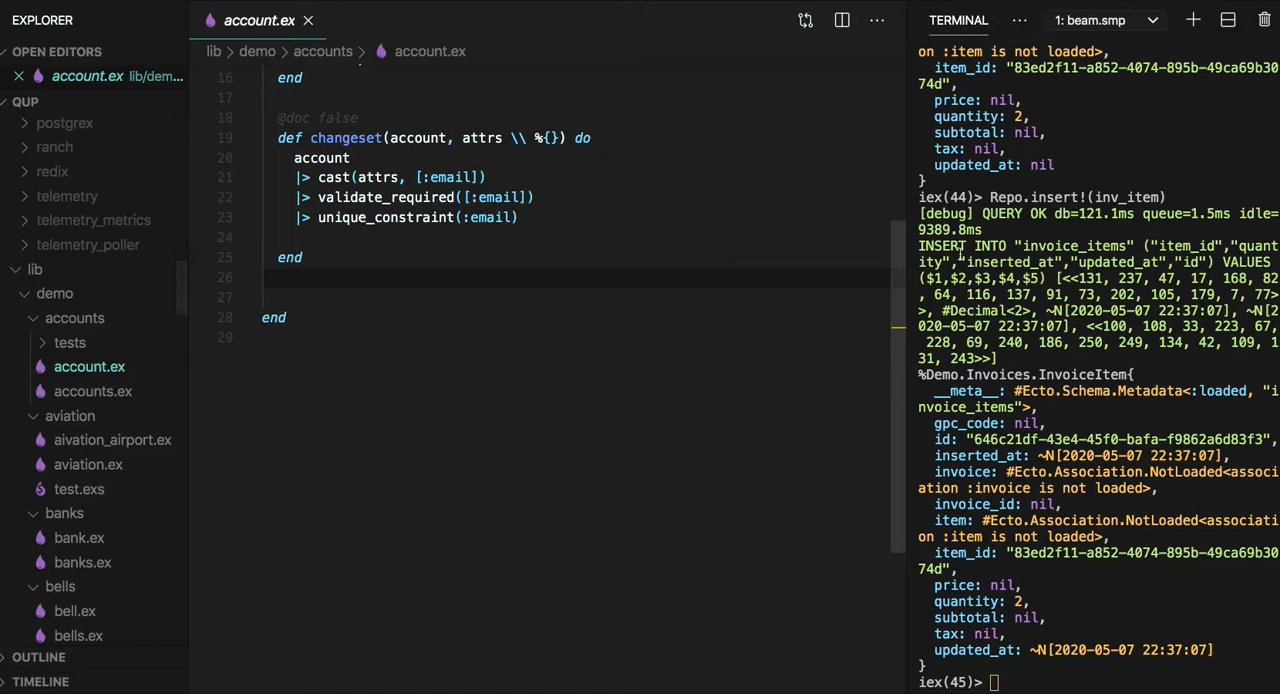 EXPLORER
OPEN EDITORS
account.ex lib/dem...
QUP
postgrex
ranch
redix
telemetry
telemetry_metrics
telemetry_poller
lib
demo
accounts
tests
account.ex
accounts.ex
aviation
aivation_airport.ex
aviation.ex
test.exs
banks
bank.ex
banks.ex
bells
bell.ex
bells.ex
OUTLINE
TIMELINE
account.ex
lib > demo > accounts > account.ex
16 end
17
18 @doc false
19 def changeset(account, attrs \\ %{}) do
20 account
21 |> cast(attrs, [:email])
22 |> validate_required([:email])
23 |> unique_constraint(:email)
24
25 end
26
27
28 end
29
TERMINAL ... 1: beam.smp
on :item is not loaded>,
item_id: "83ed2f11-a852-4074-895b-49ca69b30
74d",
price: nil,
quantity: 2,
subtotal: nil,
tax: nil,
updated_at: nil
}
iex(44)> Repo.insert!(inv_item)
[debug] QUERY OK db=121.1ms queue=1.5ms idle=
9389.8ms
INSERT INTO "invoice_items" ("item_id","quant
ity","inserted_at","updated_at","id") VALUES
($1,$2,$3,$4,$5) [<<131, 237, 47, 17, 168, 82
, 64, 116, 137, 91, 73, 202, 105, 179, 7, 77>
>, #Decimal<2>, ~N[2020-05-07 22:37:07], ~N[2
020-05-07 22:37:07], <<100, 108, 33, 223, 67,
228, 69, 240, 186, 250, 249, 134, 42, 109, 1
31, 243>>]
%Demo.Invoices.InvoiceItem{
__meta__: #Ecto.Schema.Metadata<:loaded, "i
nvoice_items">,
gpc_code: nil,
id: "646c21df-43e4-45f0-bafa-f9862a6d83f3",
inserted_at: ~N[2020-05-07 22:37:07],
invoice: #Ecto.Association.NotLoaded<associ
ation :invoice is not loaded>,
invoice_id: nil,
item: #Ecto.Association.NotLoaded<associati
on :item is not loaded>,
item_id: "83ed2f11-a852-4074-895b-49ca69b30
74d",
price: nil,
quantity: 2,
subtotal: nil,
tax: nil,
updated_at: ~N[2020-05-07 22:37:07]
}
iex(45)>